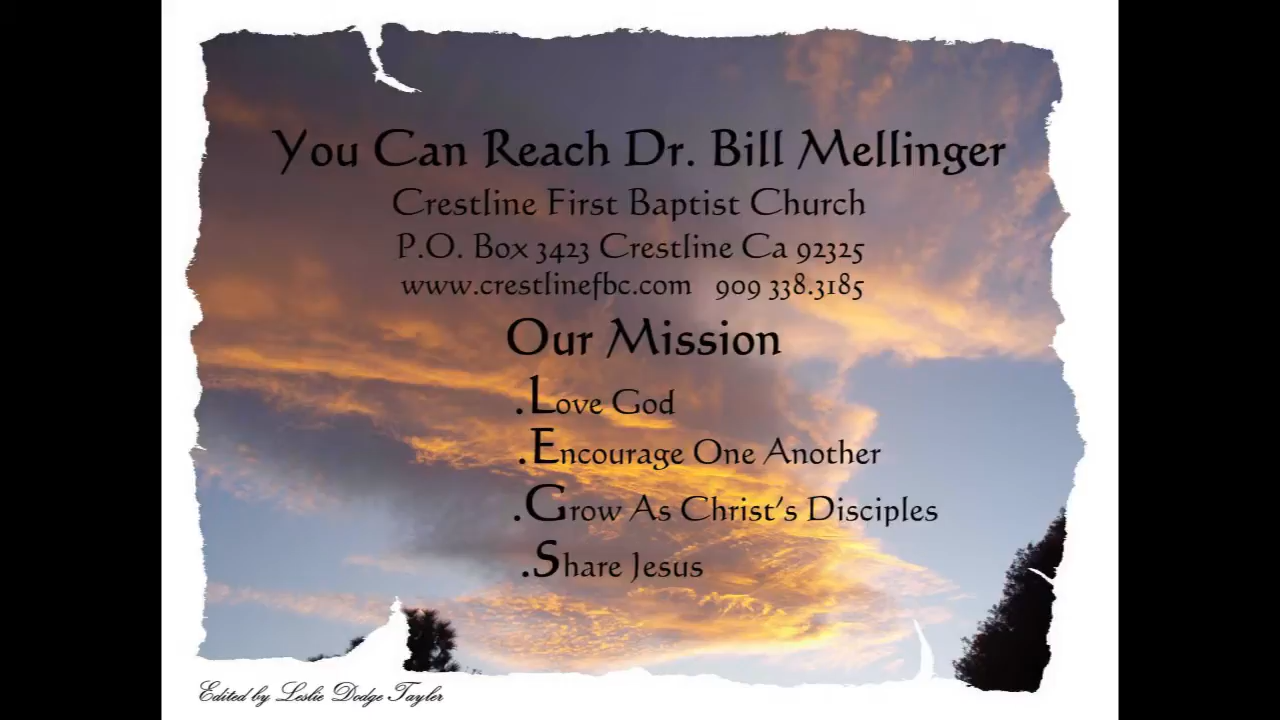 You Can Reach Dr. Bill Mellinger
Crestline First Baptist Church
P.O. Box 3423 Crestline Ca 92325
www.crestlinefbc.com 909 338.3185
Our Mission
.Love God
.Encourage One Another
.Grow As Christ's Disciples
.Share Jesus
Edited by Leslie Dodge Tayler